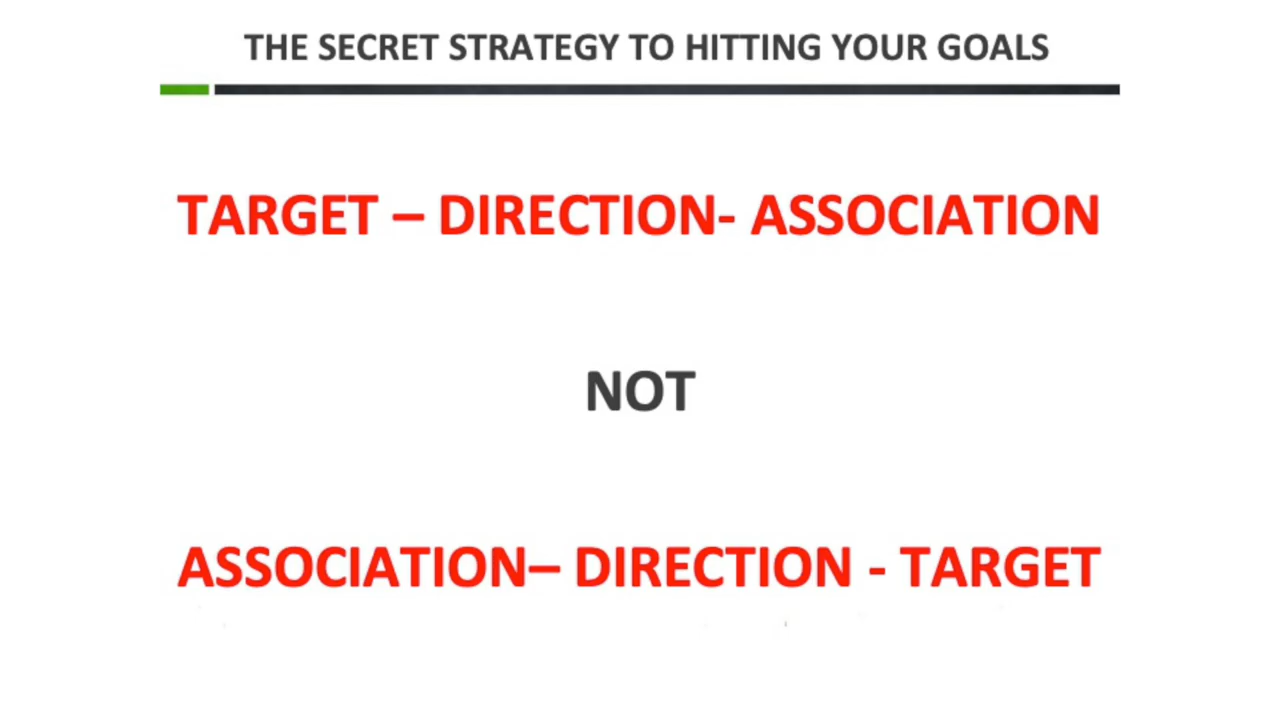 THE SECRET STRATEGY TO HITTING YOUR GOALS
TARGET – DIRECTION- ASSOCIATION
NOT
ASSOCIATION– DIRECTION - TARGET